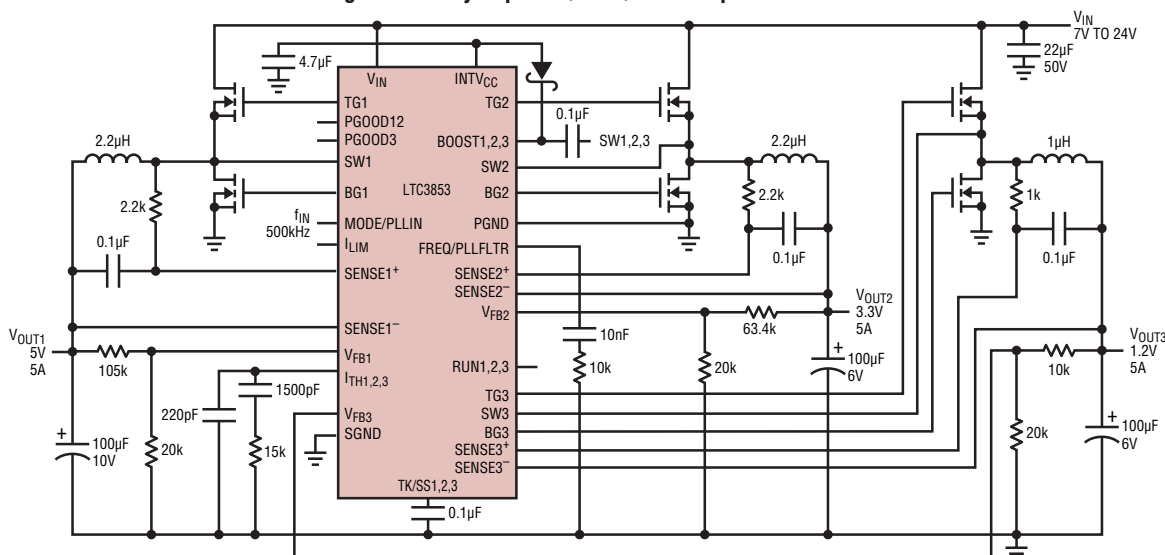 V_IN
7V TO 24V
22µF
50V
4.7µF
V_IN
INTV_CC
TG1
PGOOD12
PGOOD3
SW1
BG1
LTC3853
MODE/PLLIN
I_LIM
SENSE1+
SENSE1–
V_FB1
I_TH1,2,3
V_FB3
SGND
TK/SS1,2,3
TG2
BOOST1,2,3
SW2
BG2
PGND
FREQ/PLLFLTR
SENSE2+
SENSE2–
V_FB2
RUN1,2,3
TG3
SW3
BG3
SENSE3+
SENSE3–
0.1µF
SW1,2,3
2.2µH
2.2k
0.1µF
f_IN
500kHz
V_OUT1
5V
5A
105k
220pF
1500pF
+
100µF
10V
20k
15k
0.1µF
2.2µH
2.2k
0.1µF
V_OUT2
3.3V
5A
63.4k
10nF
10k
20k
+
100µF
6V
1µH
1k
0.1µF
V_OUT3
1.2V
5A
10k
20k
+
100µF
6V